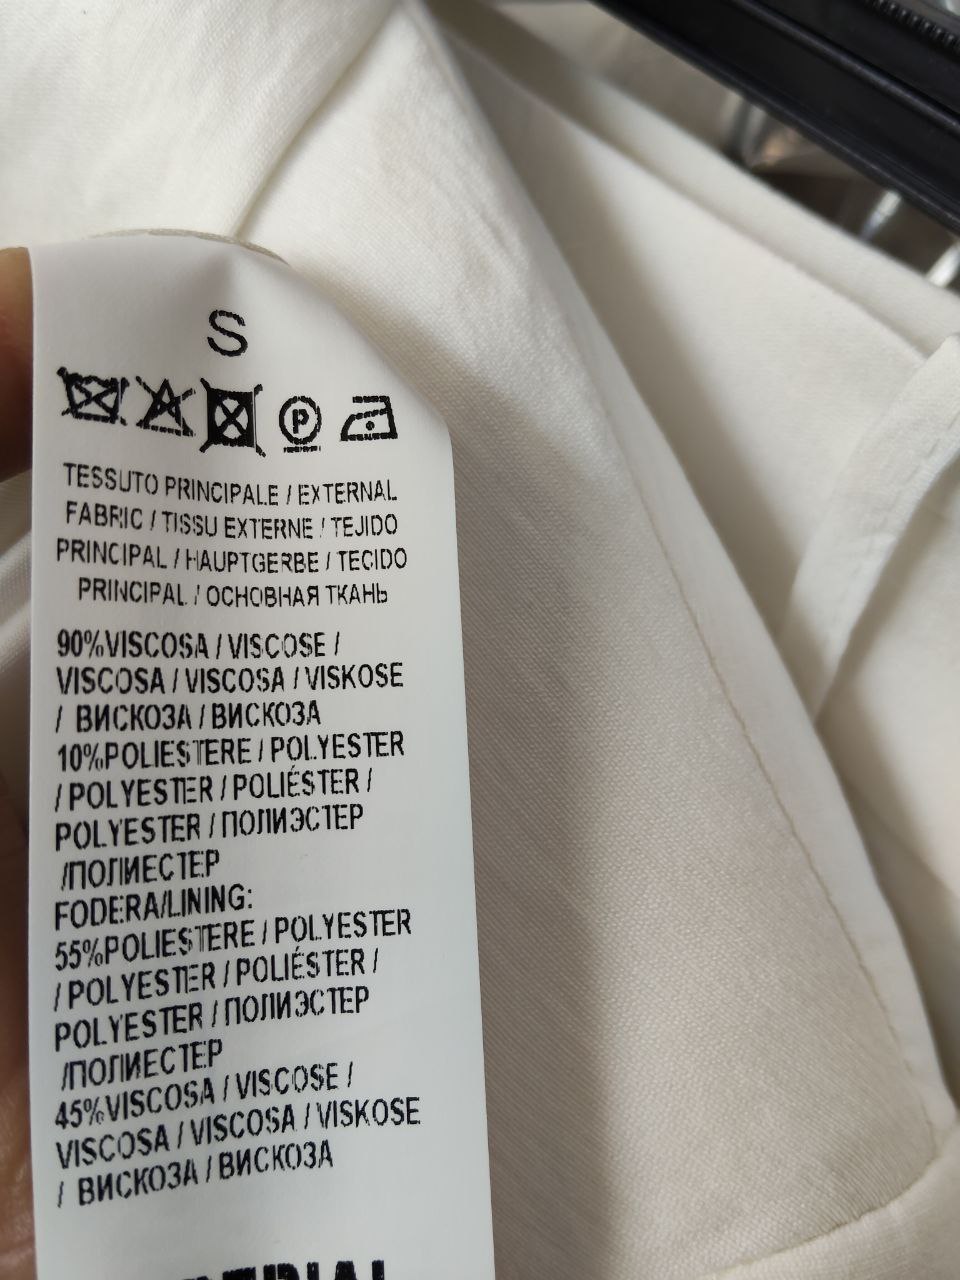 S
P
TESSUTO PRINCIPALE / EXTERNAL
FABRIC / TISSU EXTERNE / TEJIDO
PRINCIPAL / HAUPTGERBE / TECIDO
PRINCIPAL / ОСНОВНАЯ ТКАНЬ
90%VISCOSA / VISCOSE /
VISCOSA / VISCOSA / VISKOSE
/ ВИСКОЗА / ВИСКОЗА
10%POLIESTERE / POLYESTER
/ POLYESTER / POLIÉSTER /
POLYESTER / ПОЛИЭСТЕР
/ПОЛИЕСТЕР
FODERA/LINING:
55%POLIESTERE / POLYESTER
/ POLYESTER / POLIÉSTER /
POLYESTER / ПОЛИЭСТЕР
/ПОЛИЕСТЕР
45%VISCOSA / VISCOSE /
VISCOSA / VISCOSA / VISKOSE
/ ВИСКОЗА / ВИСКОЗА